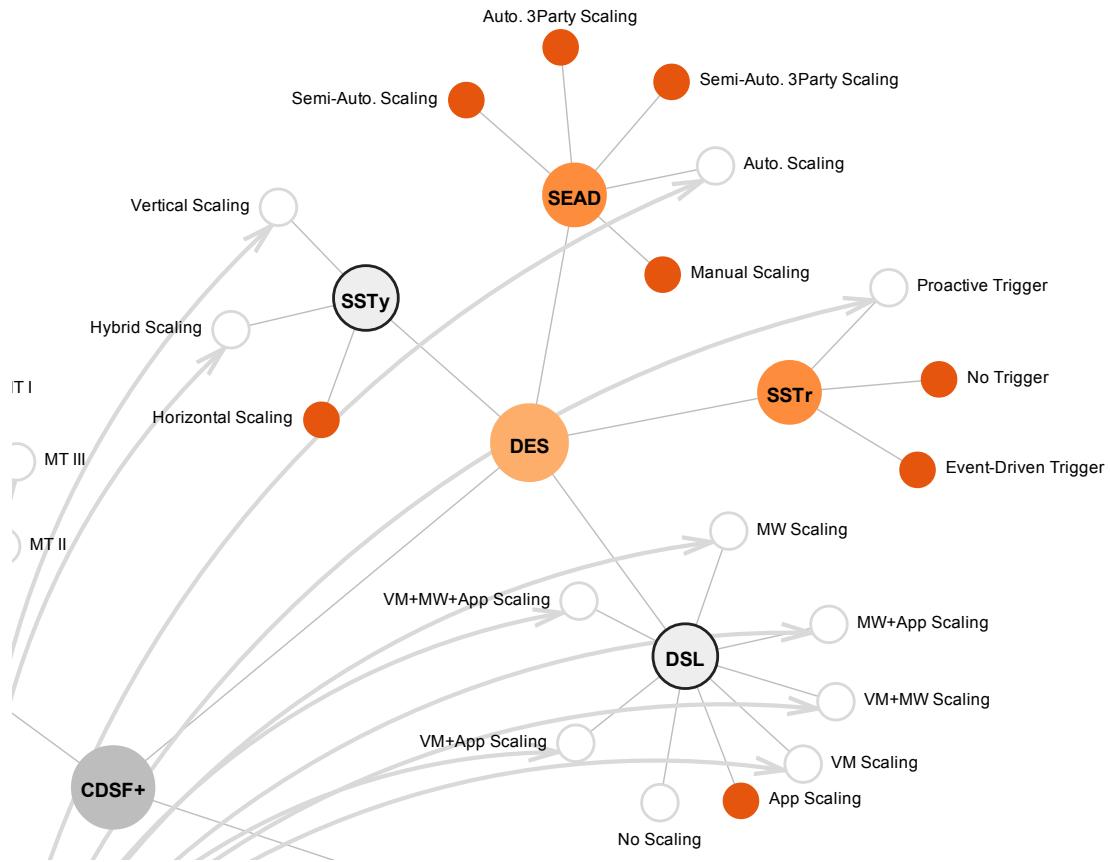 Auto. 3Party Scaling
Semi-Auto. 3Party Scaling
Semi-Auto. Scaling
Auto. Scaling
SEAD
Vertical Scaling
Manual Scaling
Proactive Trigger
SSTy
Hybrid Scaling
No Trigger
SSTr
Horizontal Scaling
DES
MT III
Event-Driven Trigger
MW Scaling
MT II
VM+MW+App Scaling
MW+App Scaling
DSL
VM+MW Scaling
VM+App Scaling
VM Scaling
CDSF+
App Scaling
No Scaling